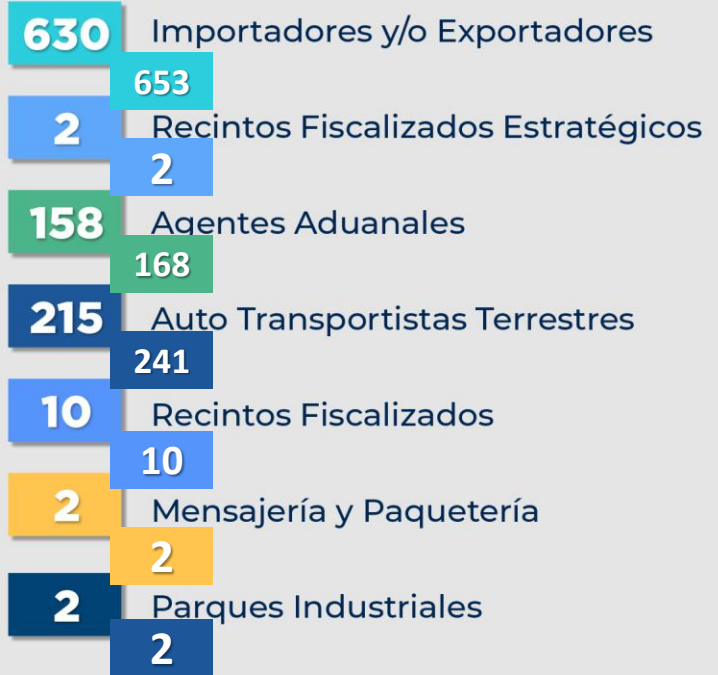 630 Importadores y/o Exportadores
653
2 Recintos Fiscalizados Estratégicos
2
158 Agentes Aduanales
168
215 Auto Transportistas Terrestres
241
10 Recintos Fiscalizados
10
2 Mensajería y Paquetería
2
2 Parques Industriales
2